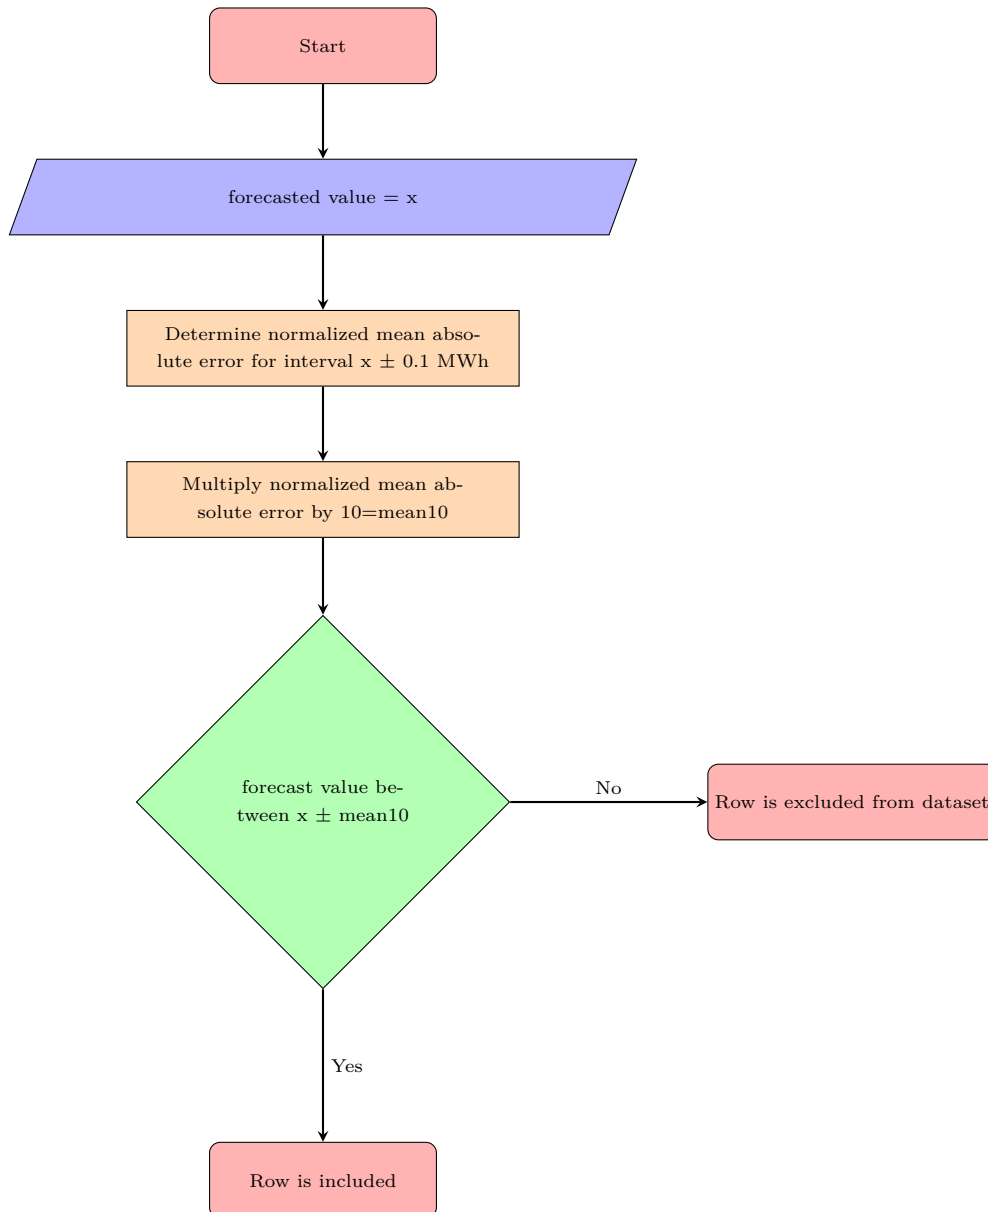 Start
forecasted value = x
Determine normalized mean abso-
lute error for interval x ± 0.1 MWh
Multiply normalized mean ab-
solute error by 10=mean10
forecast value be-
tween x ± mean10
No
Row is excluded from dataset
Yes
Row is included